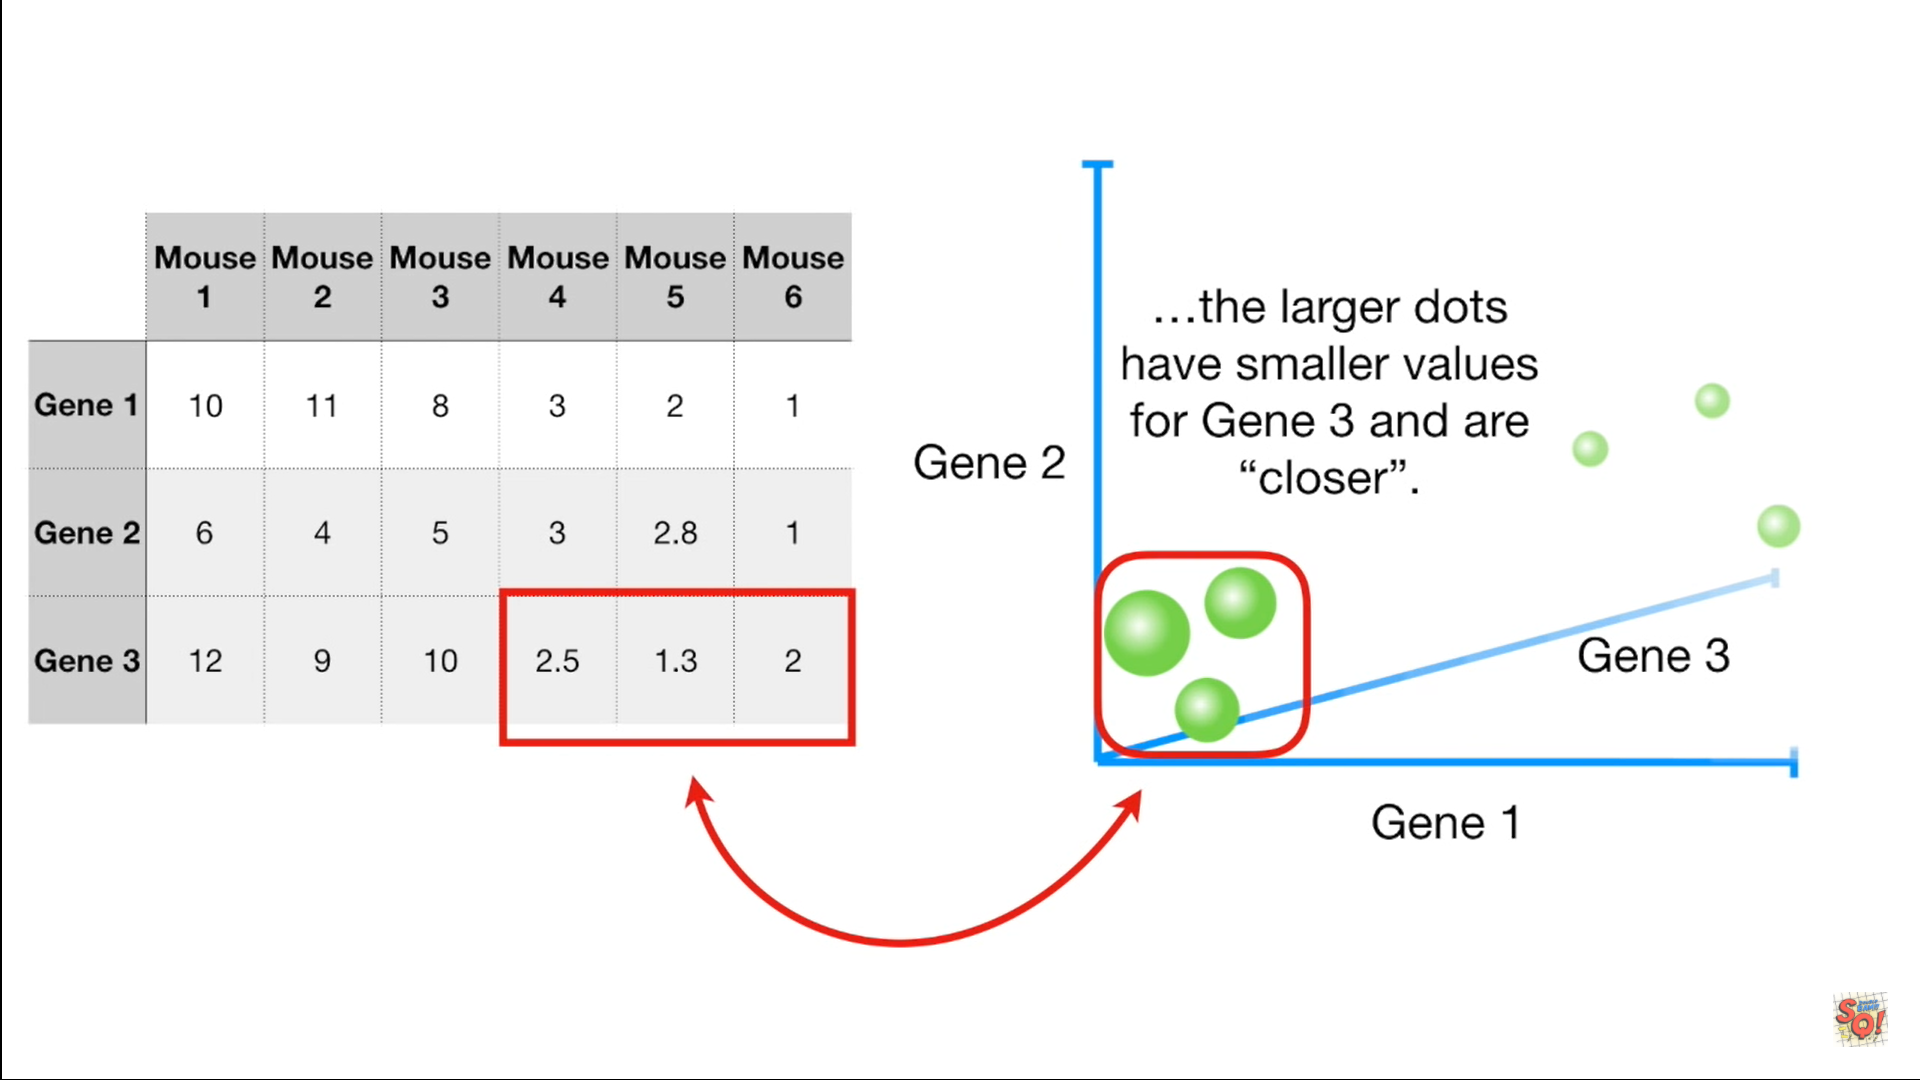 Mouse 1 Mouse 2 Mouse 3 Mouse 4 Mouse 5 Mouse 6
Gene 1 10 11 8 3 2 1
Gene 2 6 4 5 3 2.8 1
Gene 3 12 9 10 2.5 1.3 2
…the larger dots
have smaller values
for Gene 3 and are
“closer”.
Gene 2
Gene 3
Gene 1
SQ!